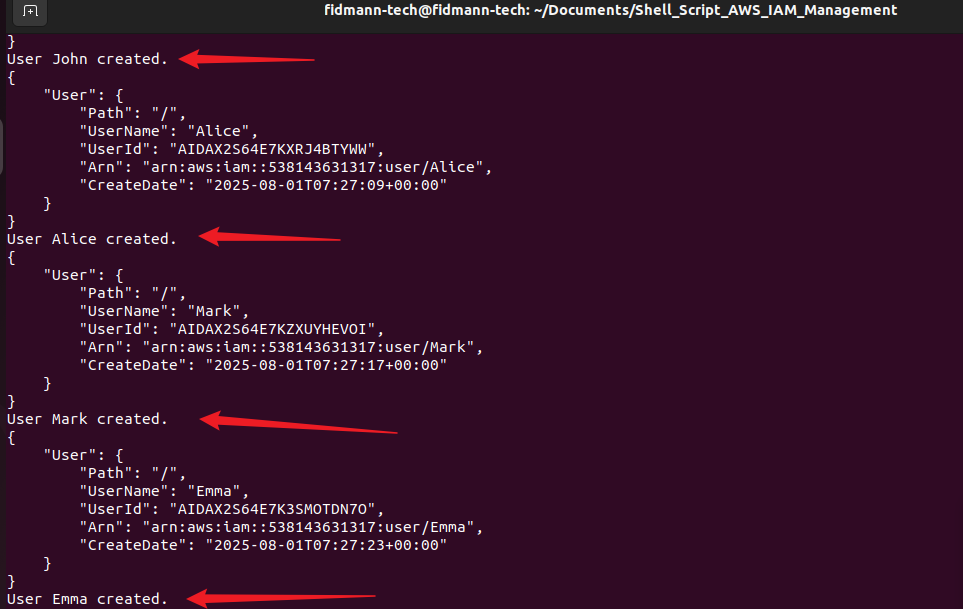 fidmann-tech@fidmann-tech: ~/Documents/Shell_Script_AWS_IAM_Management
}
User John created.
{
    "User": {
        "Path": "/",
        "UserName": "Alice",
        "UserId": "AIDAX2S64E7KXRJ4BTYWW",
        "Arn": "arn:aws:iam::538143631317:user/Alice",
        "CreateDate": "2025-08-01T07:27:09+00:00"
    }
}
User Alice created.
{
    "User": {
        "Path": "/",
        "UserName": "Mark",
        "UserId": "AIDAX2S64E7KZXUYHEVOI",
        "Arn": "arn:aws:iam::538143631317:user/Mark",
        "CreateDate": "2025-08-01T07:27:17+00:00"
    }
}
User Mark created.
{
    "User": {
        "Path": "/",
        "UserName": "Emma",
        "UserId": "AIDAX2S64E7K3SMOTDN7O",
        "Arn": "arn:aws:iam::538143631317:user/Emma",
        "CreateDate": "2025-08-01T07:27:23+00:00"
    }
}
User Emma created.